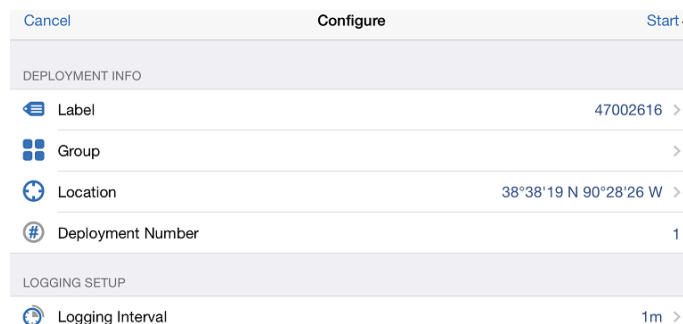 Cancel Configure Start
DEPLOYMENT INFO
Label 47002616
Group
Location 38°38'19 N 90°28'26 W
# Deployment Number 1
LOGGING SETUP
Logging Interval 1m